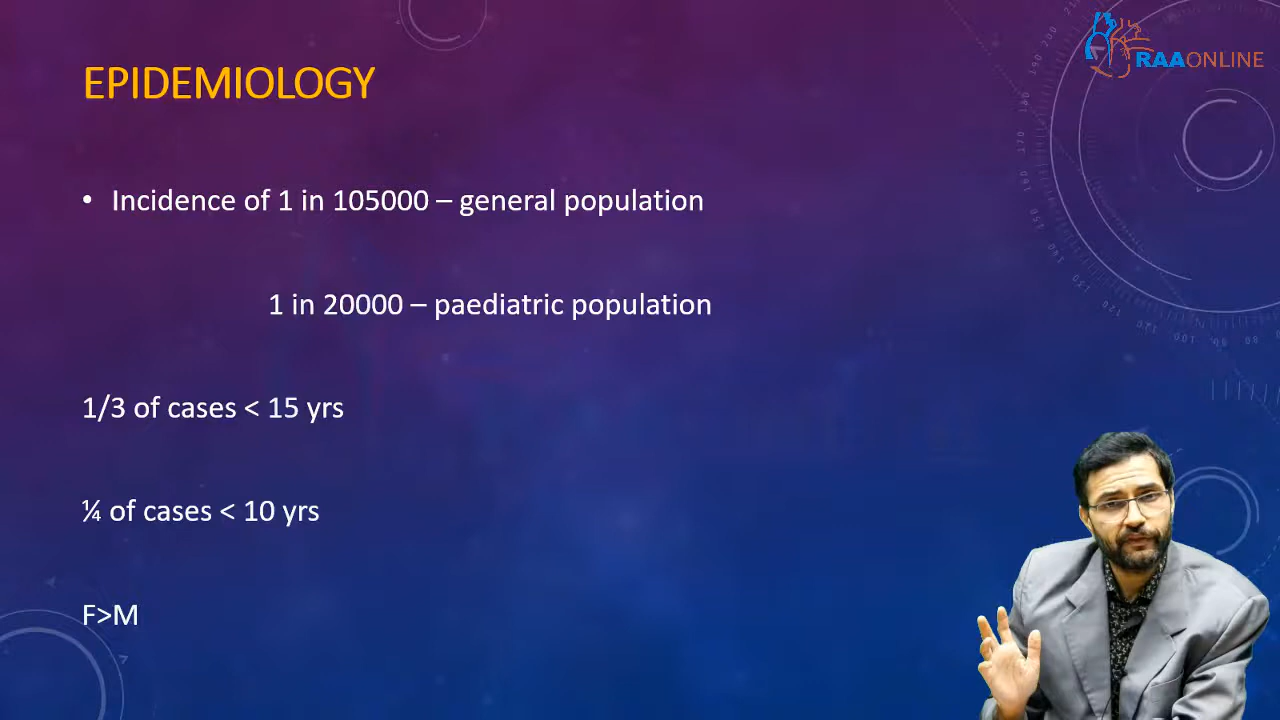 RAAONLINE
EPIDEMIOLOGY
• Incidence of 1 in 105000 – general population
1 in 20000 – paediatric population
1/3 of cases < 15 yrs
¼ of cases < 10 yrs
F>M